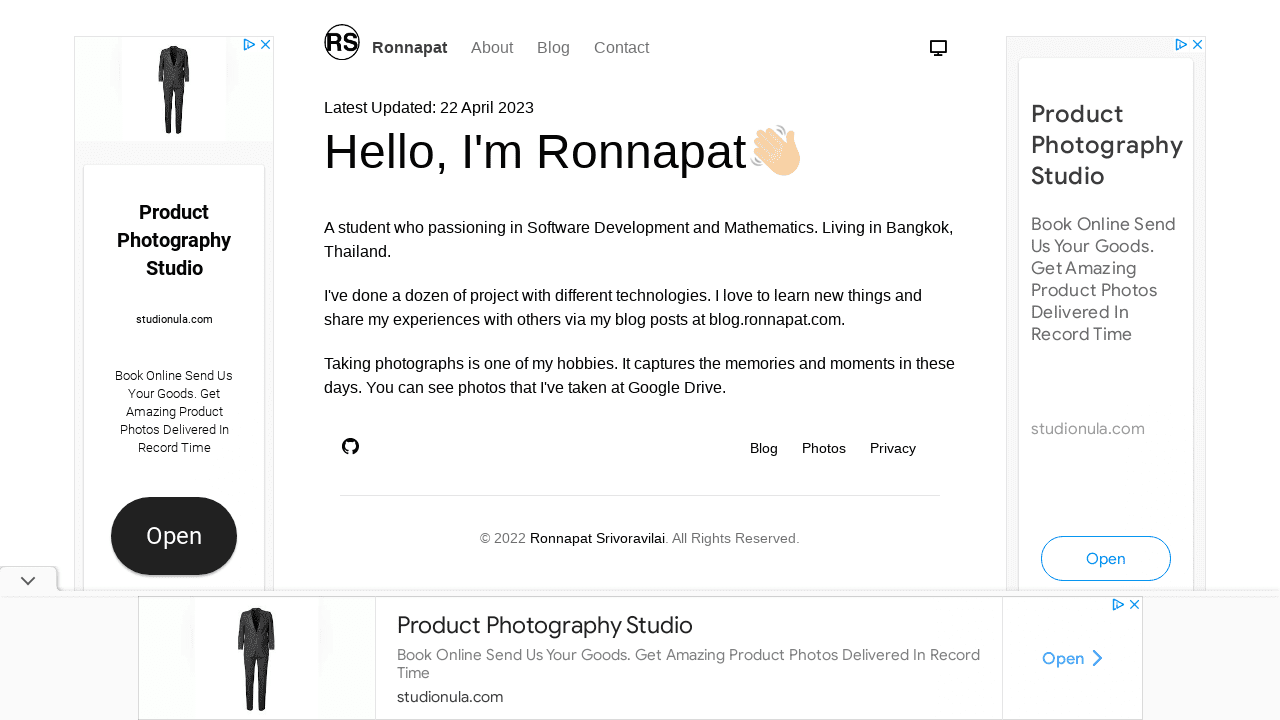 RS Ronnapat About Blog Contact
Latest Updated: 22 April 2023
Hello, I'm Ronnapat👋🏼
A student who passioning in Software Development and Mathematics. Living in Bangkok,
Thailand.
I've done a dozen of project with different technologies. I love to learn new things and
share my experiences with others via my blog posts at blog.ronnapat.com.
Taking photographs is one of my hobbies. It captures the memories and moments in these
days. You can see photos that I've taken at Google Drive.
Blog Photos Privacy
© 2022 Ronnapat Srivoravilai. All Rights Reserved.
Product
Photography
Studio
studionula.com
Book Online Send Us
Your Goods. Get
Amazing Product
Photos Delivered In
Record Time
Open
Product
Photography
Studio
Book Online Send
Us Your Goods.
Get Amazing
Product Photos
Delivered In
Record Time
studionula.com
Open
Product Photography Studio
Book Online Send Us Your Goods. Get Amazing Product Photos Delivered In Record
Time
studionula.com
Open